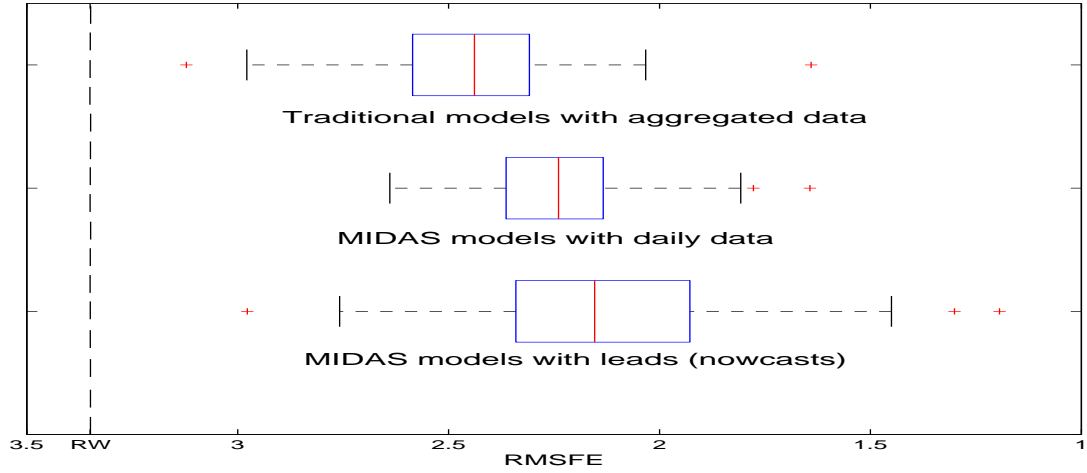 Traditional models with aggregated data
MIDAS models with daily data
MIDAS models with leads (nowcasts)
3.5 RW 3 2.5 2 1.5 1
RMSFE